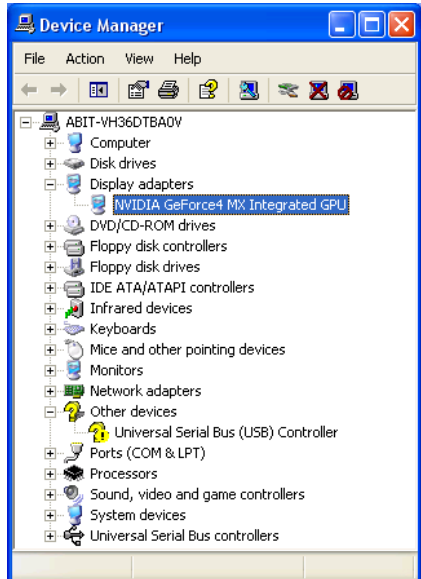 Device Manager
File Action View Help
ABIT-VH36DTBA0V
Computer
Disk drives
Display adapters
NVIDIA GeForce4 MX Integrated GPU
DVD/CD-ROM drives
Floppy disk controllers
Floppy disk drives
IDE ATA/ATAPI controllers
Infrared devices
Keyboards
Mice and other pointing devices
Monitors
Network adapters
Other devices
Universal Serial Bus (USB) Controller
Ports (COM & LPT)
Processors
Sound, video and game controllers
System devices
Universal Serial Bus controllers